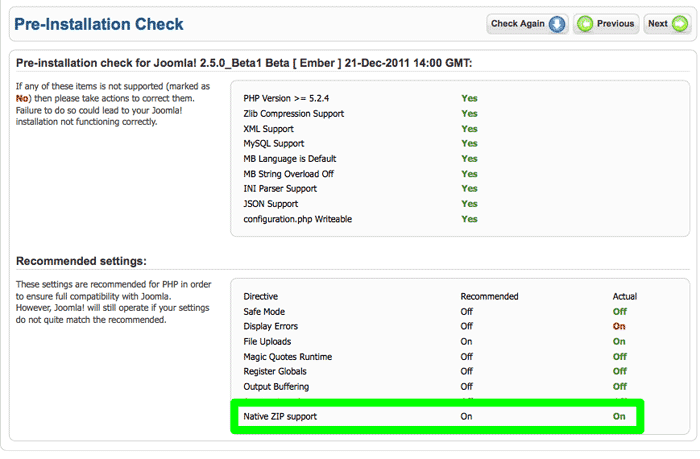 Pre-Installation Check
Check Again
Previous
Next
Pre-installation check for Joomla! 2.5.0_Beta1 Beta [ Ember ] 21-Dec-2011 14:00 GMT:
If any of these items is not supported (marked as
No) then please take actions to correct them.
Failure to do so could lead to your Joomla!
installation not functioning correctly.
PHP Version >= 5.2.4 Yes
Zlib Compression Support Yes
XML Support Yes
MySQL Support Yes
MB Language is Default Yes
MB String Overload Off Yes
INI Parser Support Yes
JSON Support Yes
configuration.php Writeable Yes
Recommended settings:
These settings are recommended for PHP in order
to ensure full compatibility with Joomla.
However, Joomla! will still operate if your settings
do not quite match the recommended.
Directive Recommended Actual
Safe Mode Off Off
Display Errors Off On
File Uploads On On
Magic Quotes Runtime Off Off
Register Globals Off Off
Output Buffering Off Off
Native ZIP support On On